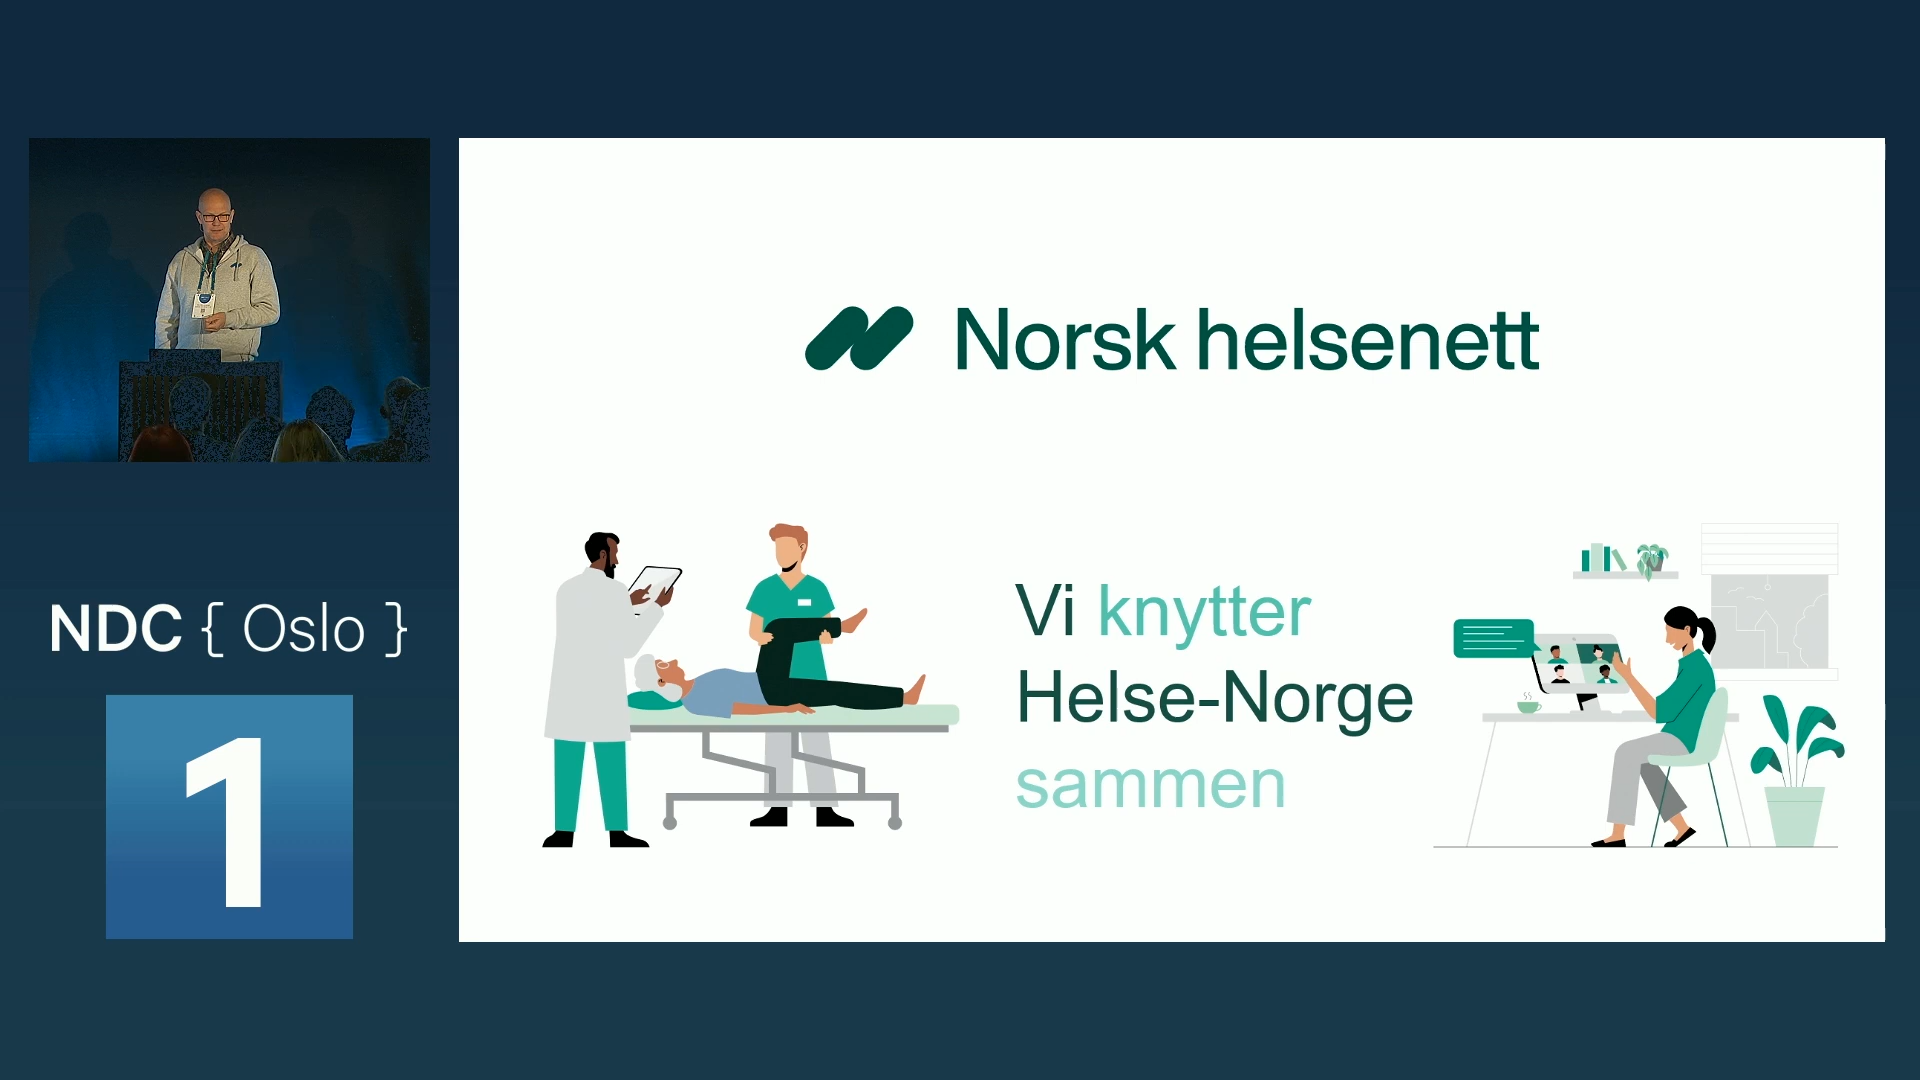 NDC { Oslo }
1
Norsk helsenett
Vi knytter
Helse-Norge
sammen